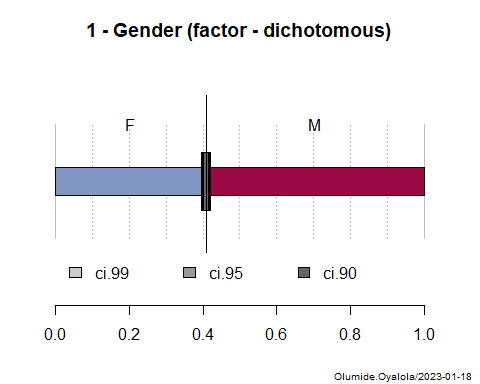 1 - Gender (factor - dichotomous)
F M
ci.99 ci.95 ci.90
0.0 0.2 0.4 0.6 0.8 1.0
Olumide.Oyalola/2023-01-18